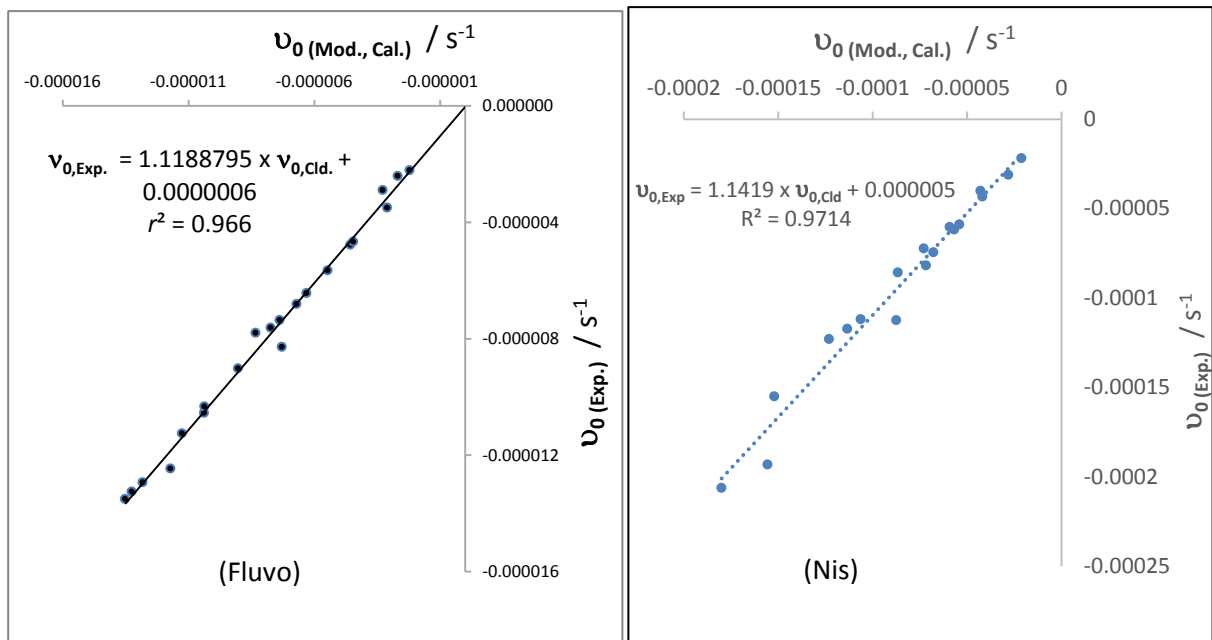 υ0 (Mod., Cal.) / s-1
-0.000016 -0.000011 -0.000006 -0.000001
0.000000
ν0,Exp. = 1.1188795 x ν0,Cld. +
0.0000006
r² = 0.966
-0.000004
-0.000008
-0.000012
-0.000016
υ0 (Exp.) / s-1
(Fluvo)
υ0 (Mod., Cal.) / s-1
-0.0002 -0.00015 -0.0001 -0.00005 0
0
υ0,Exp = 1.1419 x υ0,Cld + 0.000005
R² = 0.9714
-0.00005
-0.0001
-0.00015
-0.0002
-0.00025
υ0 (Exp.) / s-1
(Nis)